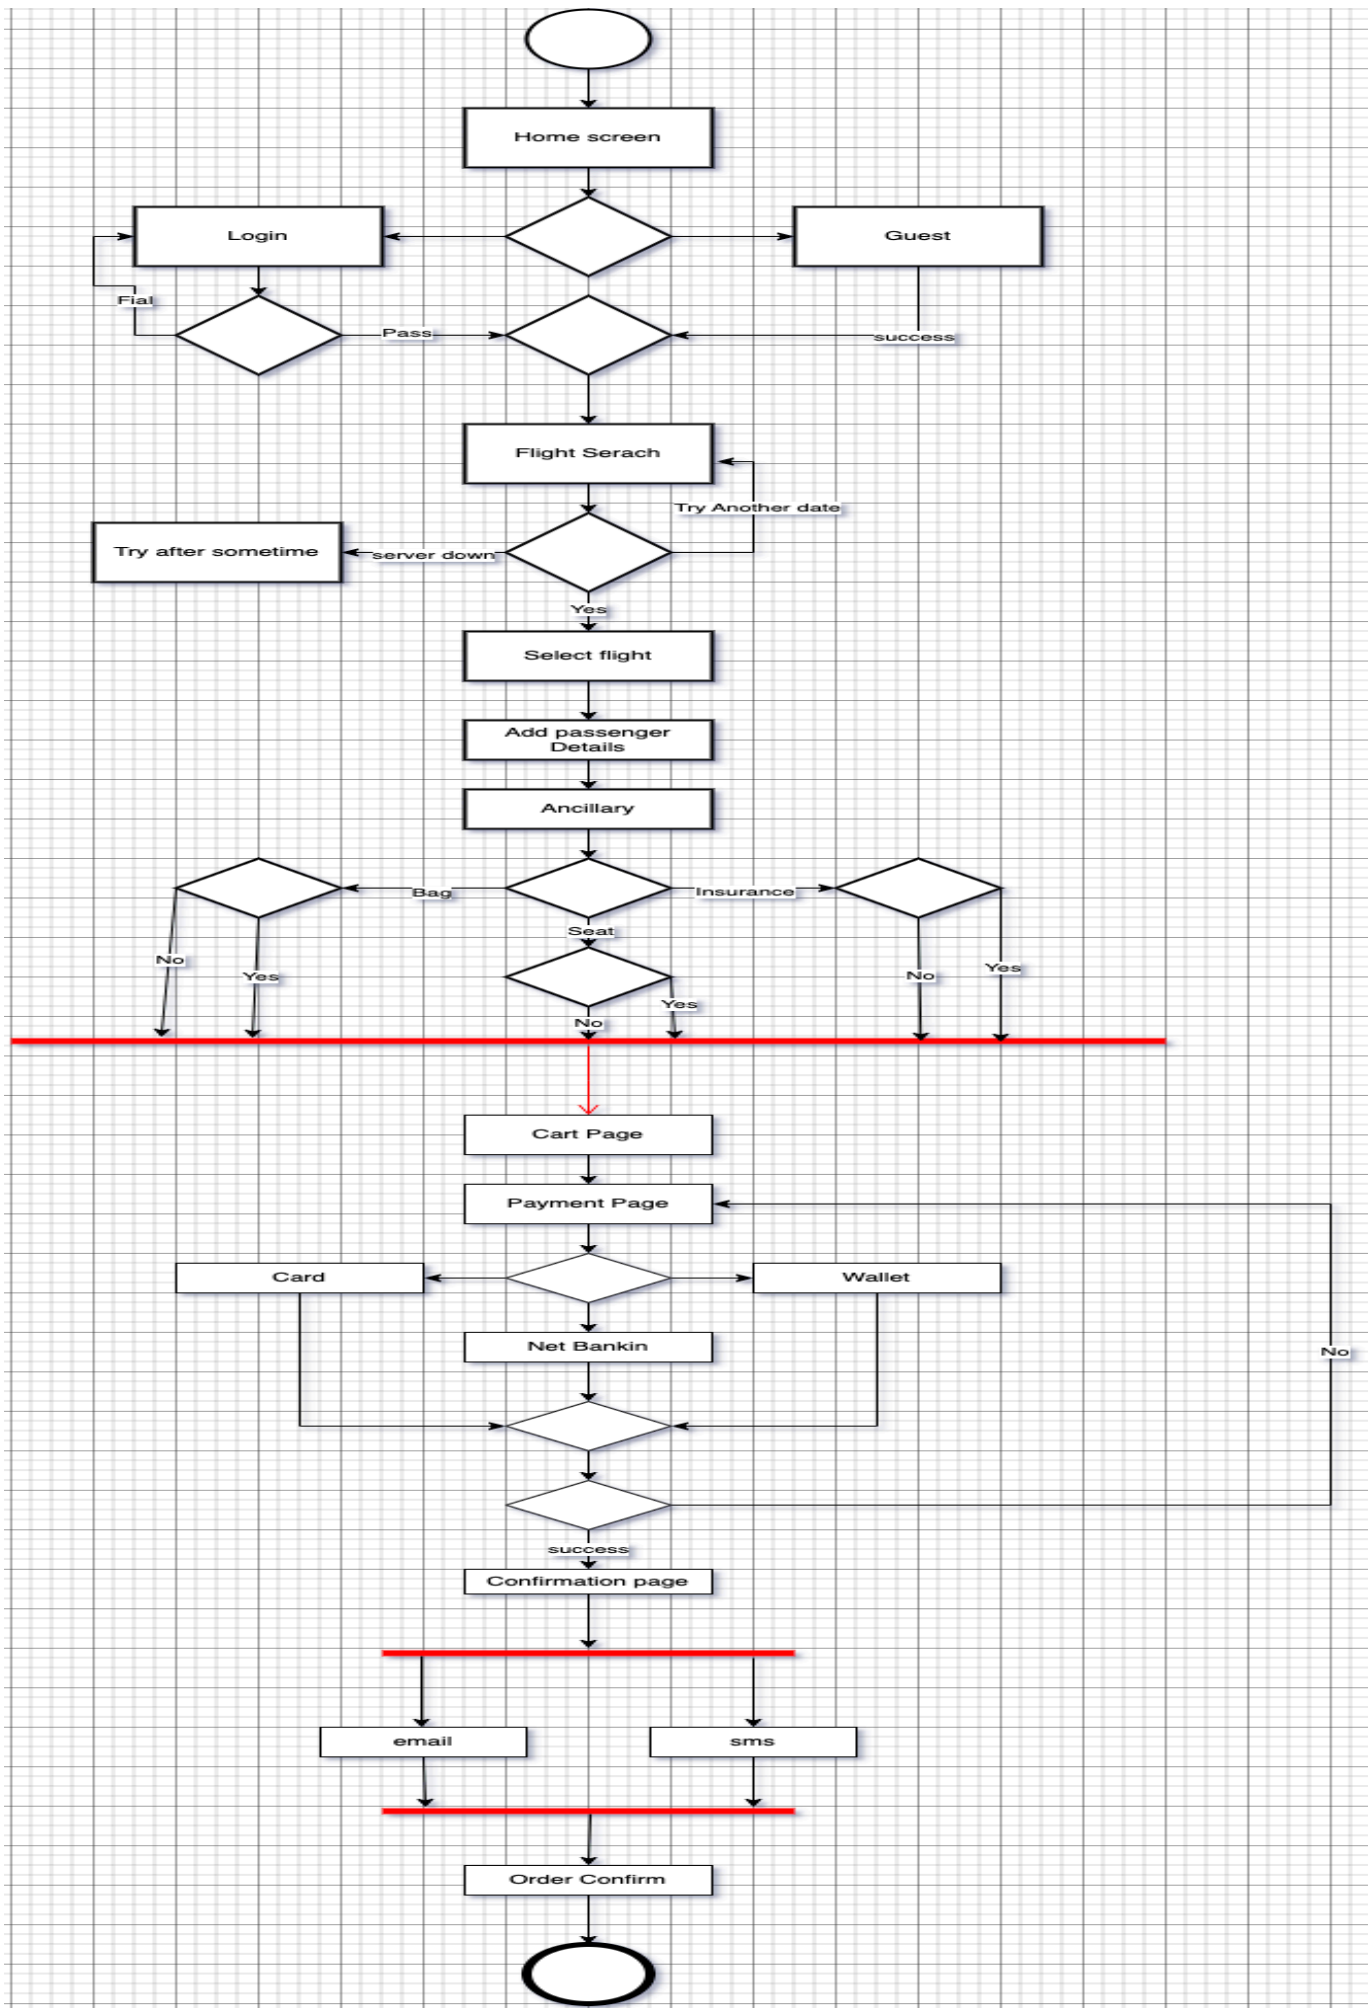 Home screen
Login
Guest
Fial
Pass
success
Flight Serach
Try Another date
Try after sometime
server down
Yes
Select flight
Add passenger
Details
Ancillary
Bag
Insurance
Seat
No
Yes
No
Yes
No
Yes
Cart Page
Payment Page
Card
Wallet
Net Bankin
No
success
Confirmation page
email
sms
Order Confirm